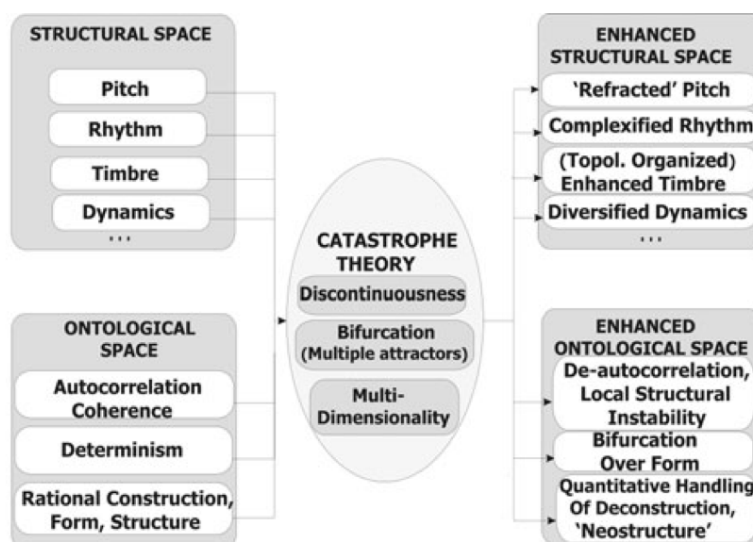 STRUCTURAL SPACE
Pitch
Rhythm
Timbre
Dynamics
...
ONTOLOGICAL
SPACE
Autocorrelation
Coherence
Determinism
Rational Construction,
Form, Structure
CATASTROPHE
THEORY
Discontinuousness
Bifurcation
(Multiple attractors)
Multi-
Dimensionality
ENHANCED
STRUCTURAL SPACE
‘Refracted’ Pitch
Complexified Rhythm
(Topol. Organized)
Enhanced Timbre
Diversified Dynamics
...
ENHANCED
ONTOLOGICAL SPACE
De-autocorrelation,
Local Structural
Instability
Bifurcation
Over Form
Quantitative Handling
Of Deconstruction,
‘Neostructure’